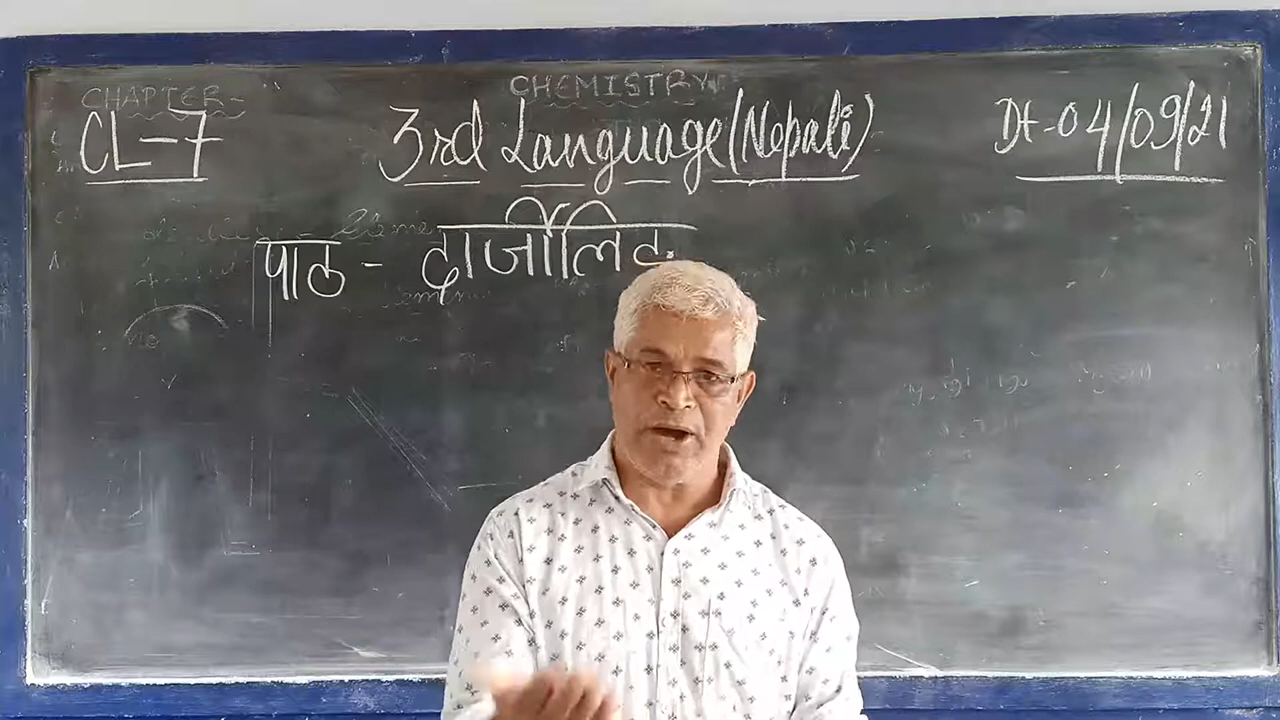 CHEMISTRY
CHAPTER-
CL-7 3rd Language (Nepali) Dt-04/09/21
पाठ - दार्जीलिङ